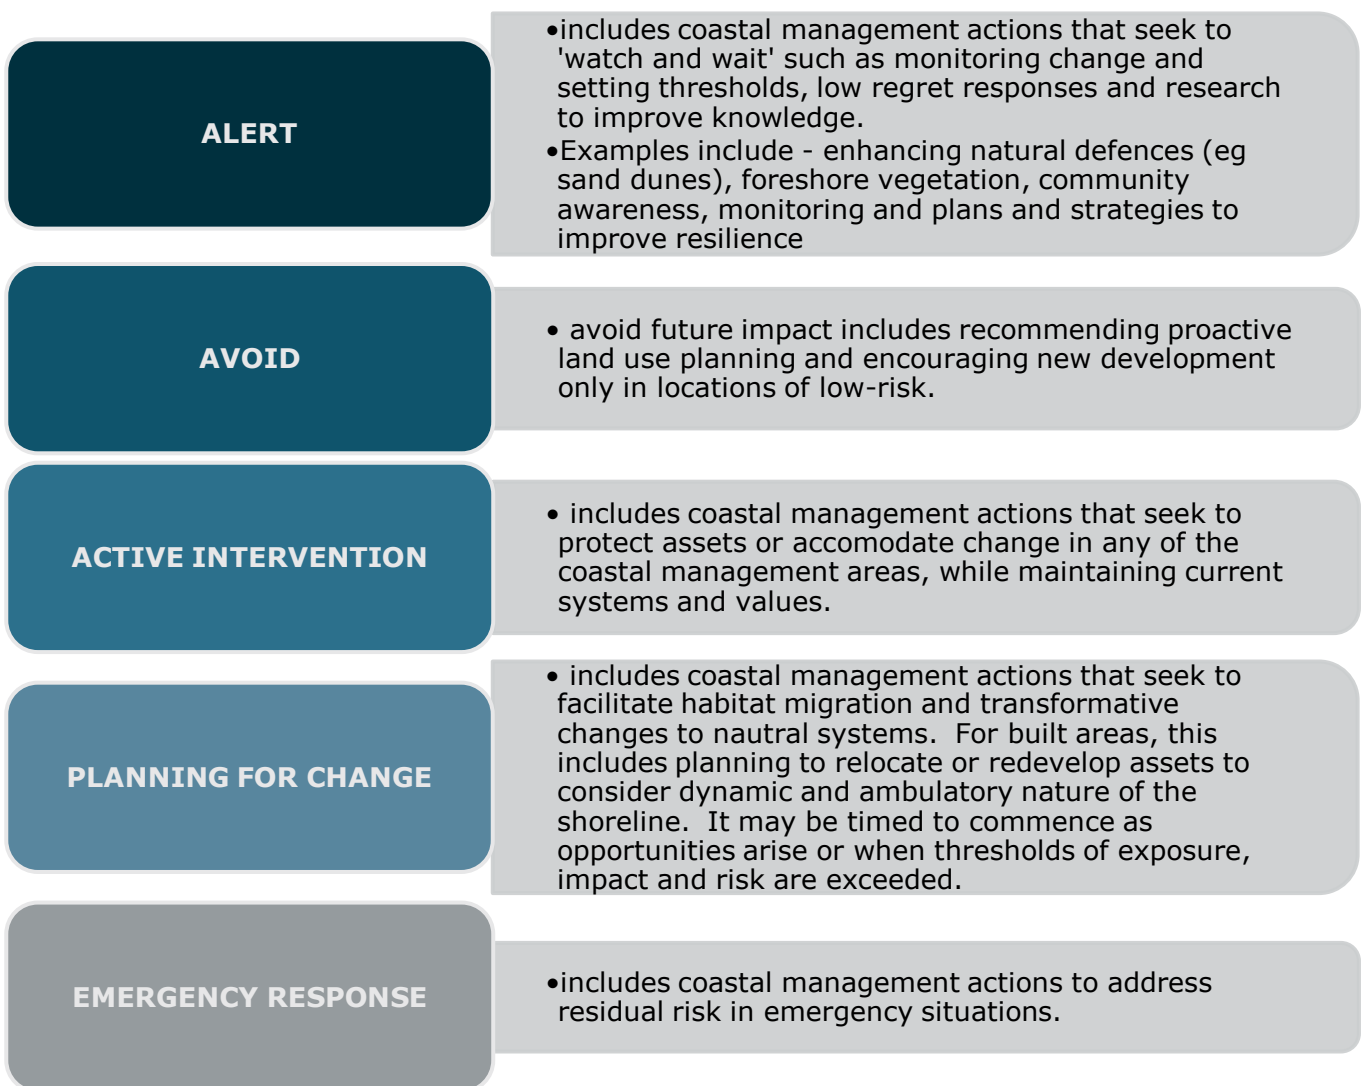 ALERT
•includes coastal management actions that seek to
'watch and wait' such as monitoring change and
setting thresholds, low regret responses and research
to improve knowledge.
•Examples include - enhancing natural defences (eg
sand dunes), foreshore vegetation, community
awareness, monitoring and plans and strategies to
improve resilience
AVOID
• avoid future impact includes recommending proactive
land use planning and encouraging new development
only in locations of low-risk.
ACTIVE INTERVENTION
• includes coastal management actions that seek to
protect assets or accomodate change in any of the
coastal management areas, while maintaining current
systems and values.
PLANNING FOR CHANGE
• includes coastal management actions that seek to
facilitate habitat migration and transformative
changes to nautral systems.  For built areas, this
includes planning to relocate or redevelop assets to
consider dynamic and ambulatory nature of the
shoreline.  It may be timed to commence as
opportunities arise or when thresholds of exposure,
impact and risk are exceeded.
EMERGENCY RESPONSE
•includes coastal management actions to address
residual risk in emergency situations.